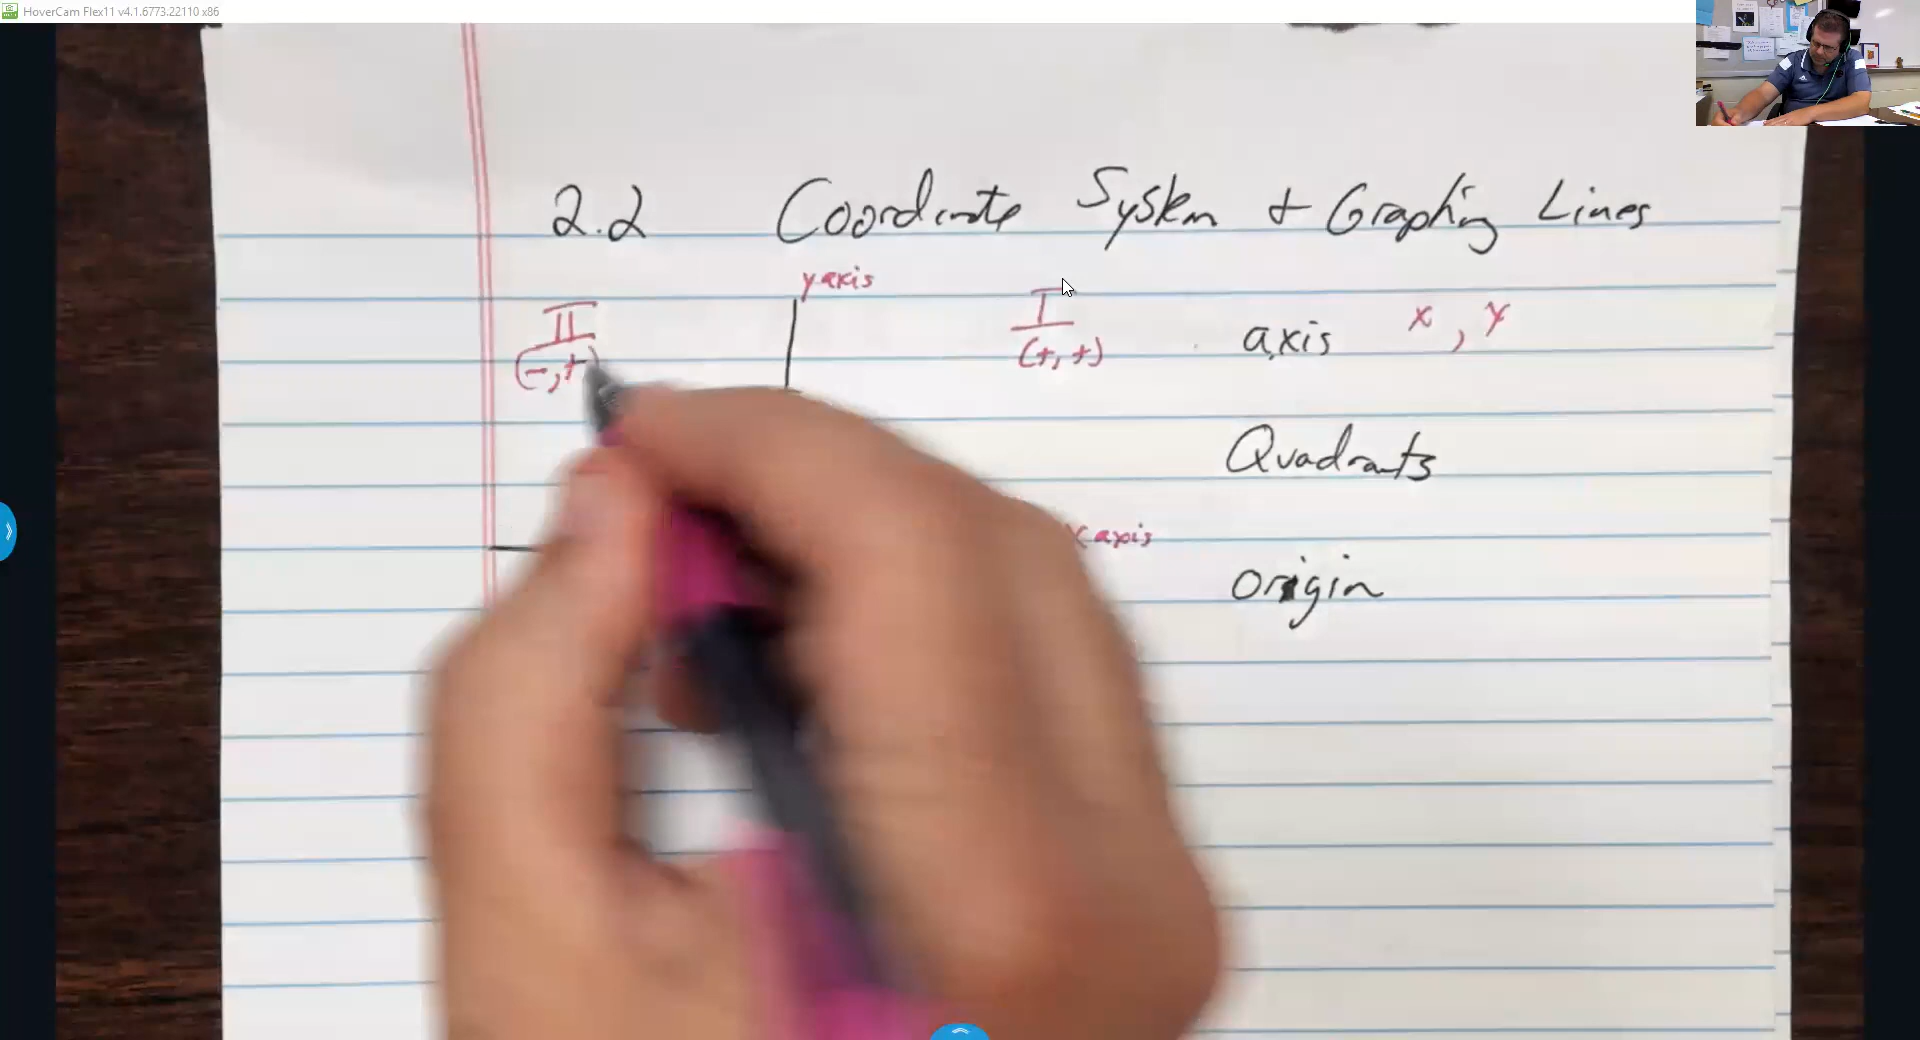 HoverCam Flex11 v4.1.6773.22110 x86
2.2 Coordinate System + Graphing Lines
y axis
II
(-,+)
I
(+,+)
axis x, y
Quadrants
x axis
origin